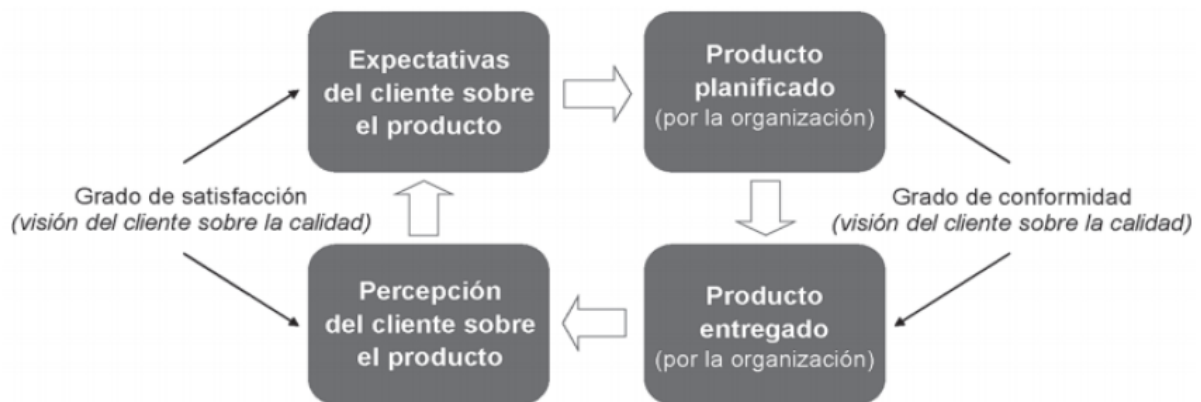 Expectativas
del cliente sobre
el producto
Producto
planificado
(por la organización)
Grado de satisfacción
(visión del cliente sobre la calidad)
Grado de conformidad
(visión del cliente sobre la calidad)
Percepción
del cliente sobre
el producto
Producto
entregado
(por la organización)